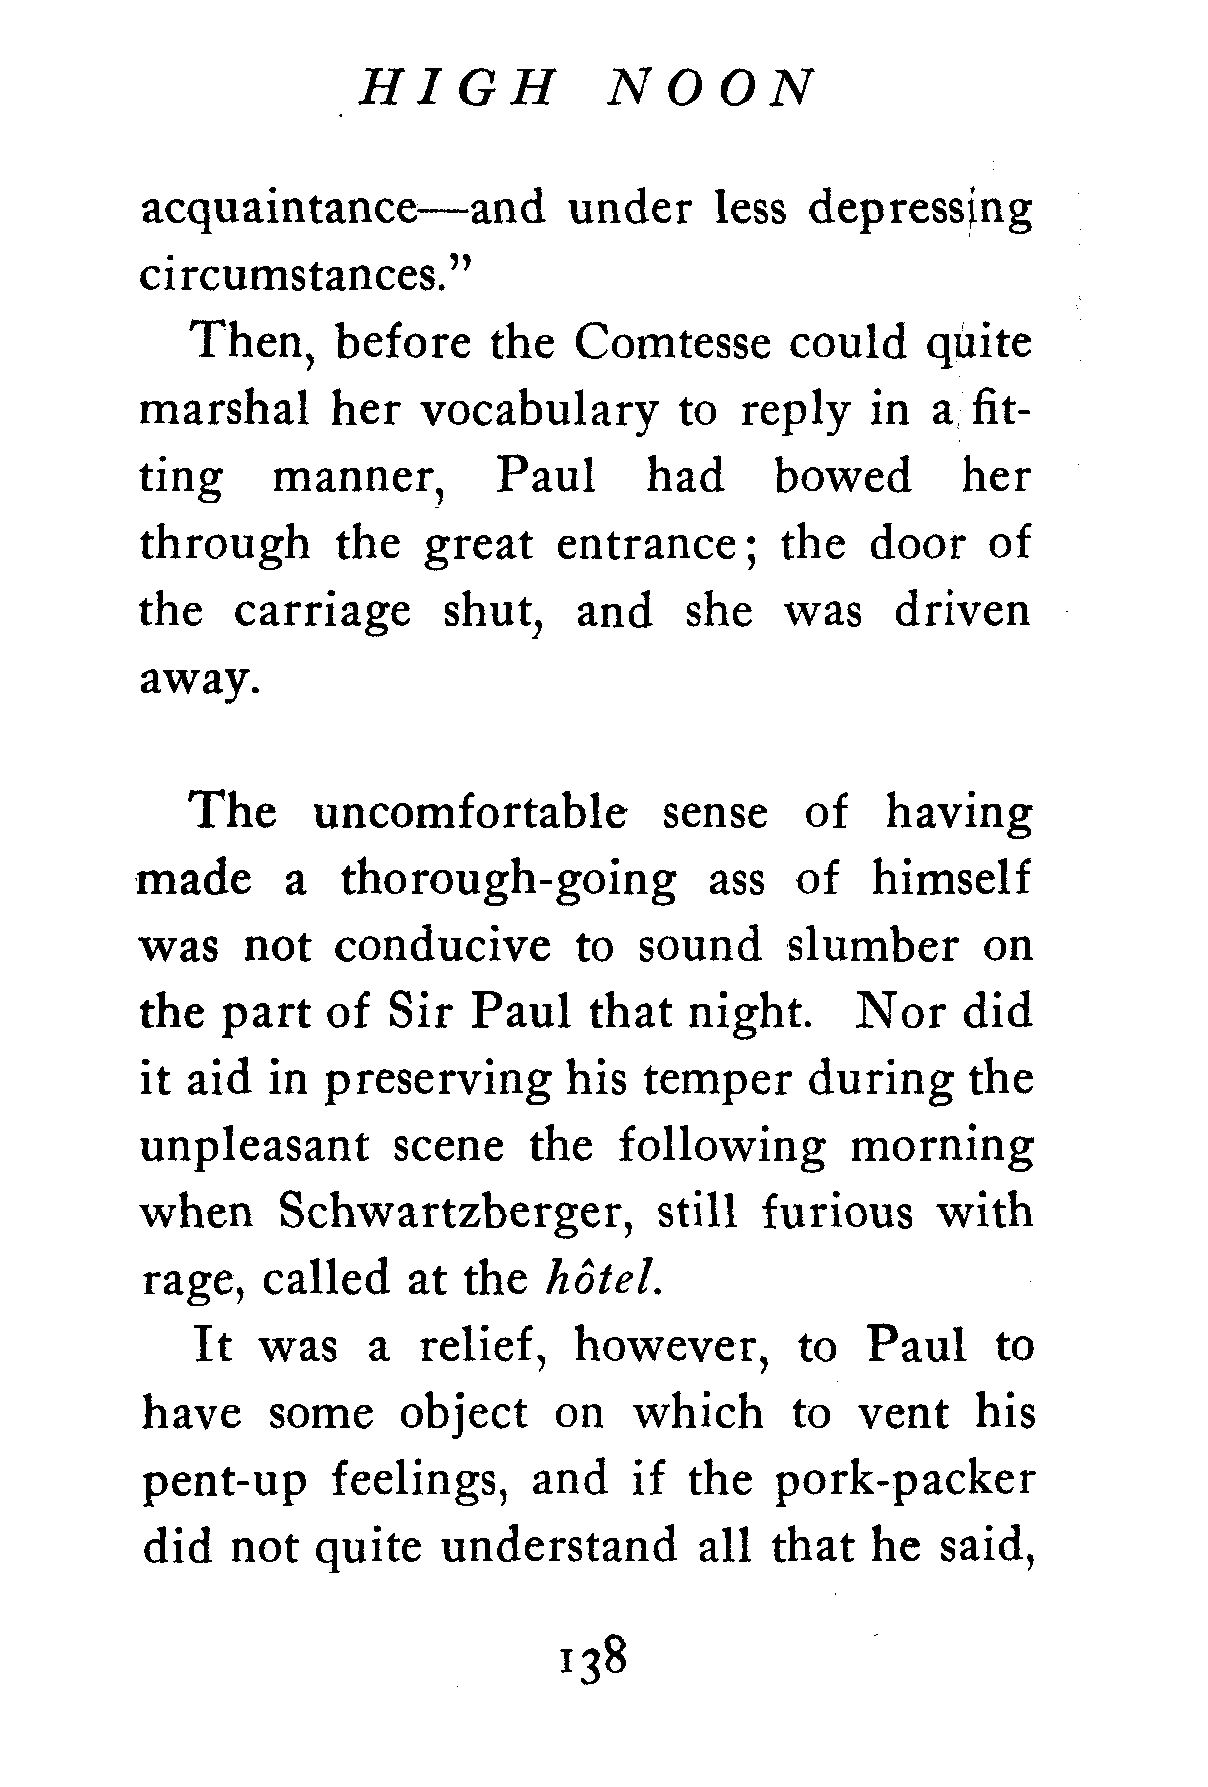 HIGH NOON
acquaintance—and under less depressing
circumstances."
Then, before the Comtesse could quite
marshal her vocabulary to reply in a fit-
ting manner, Paul had bowed her
through the great entrance; the door of
the carriage shut, and she was driven
away.
The uncomfortable sense of having
made a thorough-going ass of himself
was not conducive to sound slumber on
the part of Sir Paul that night. Nor did
it aid in preserving his temper during the
unpleasant scene the following morning
when Schwartzberger, still furious with
rage, called at the hôtel.
It was a relief, however, to Paul to
have some object on which to vent his
pent-up feelings, and if the pork-packer
did not quite understand all that he said,
138